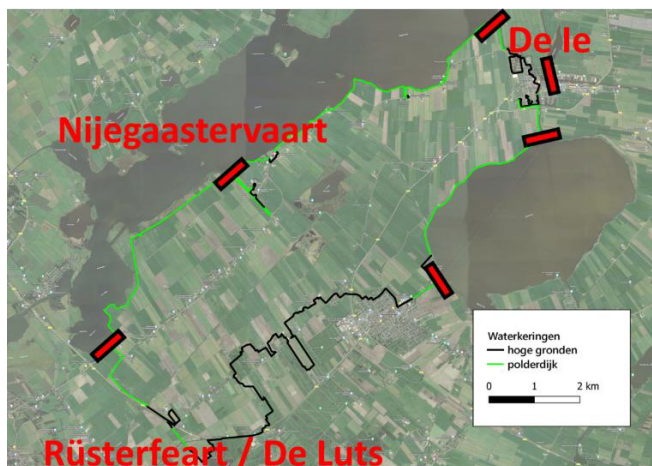 De Ie
Nijegaastervaart
Waterkeringen
hoge gronden
polderdijk
0 1 2 km
Rüsterfeart / De Luts